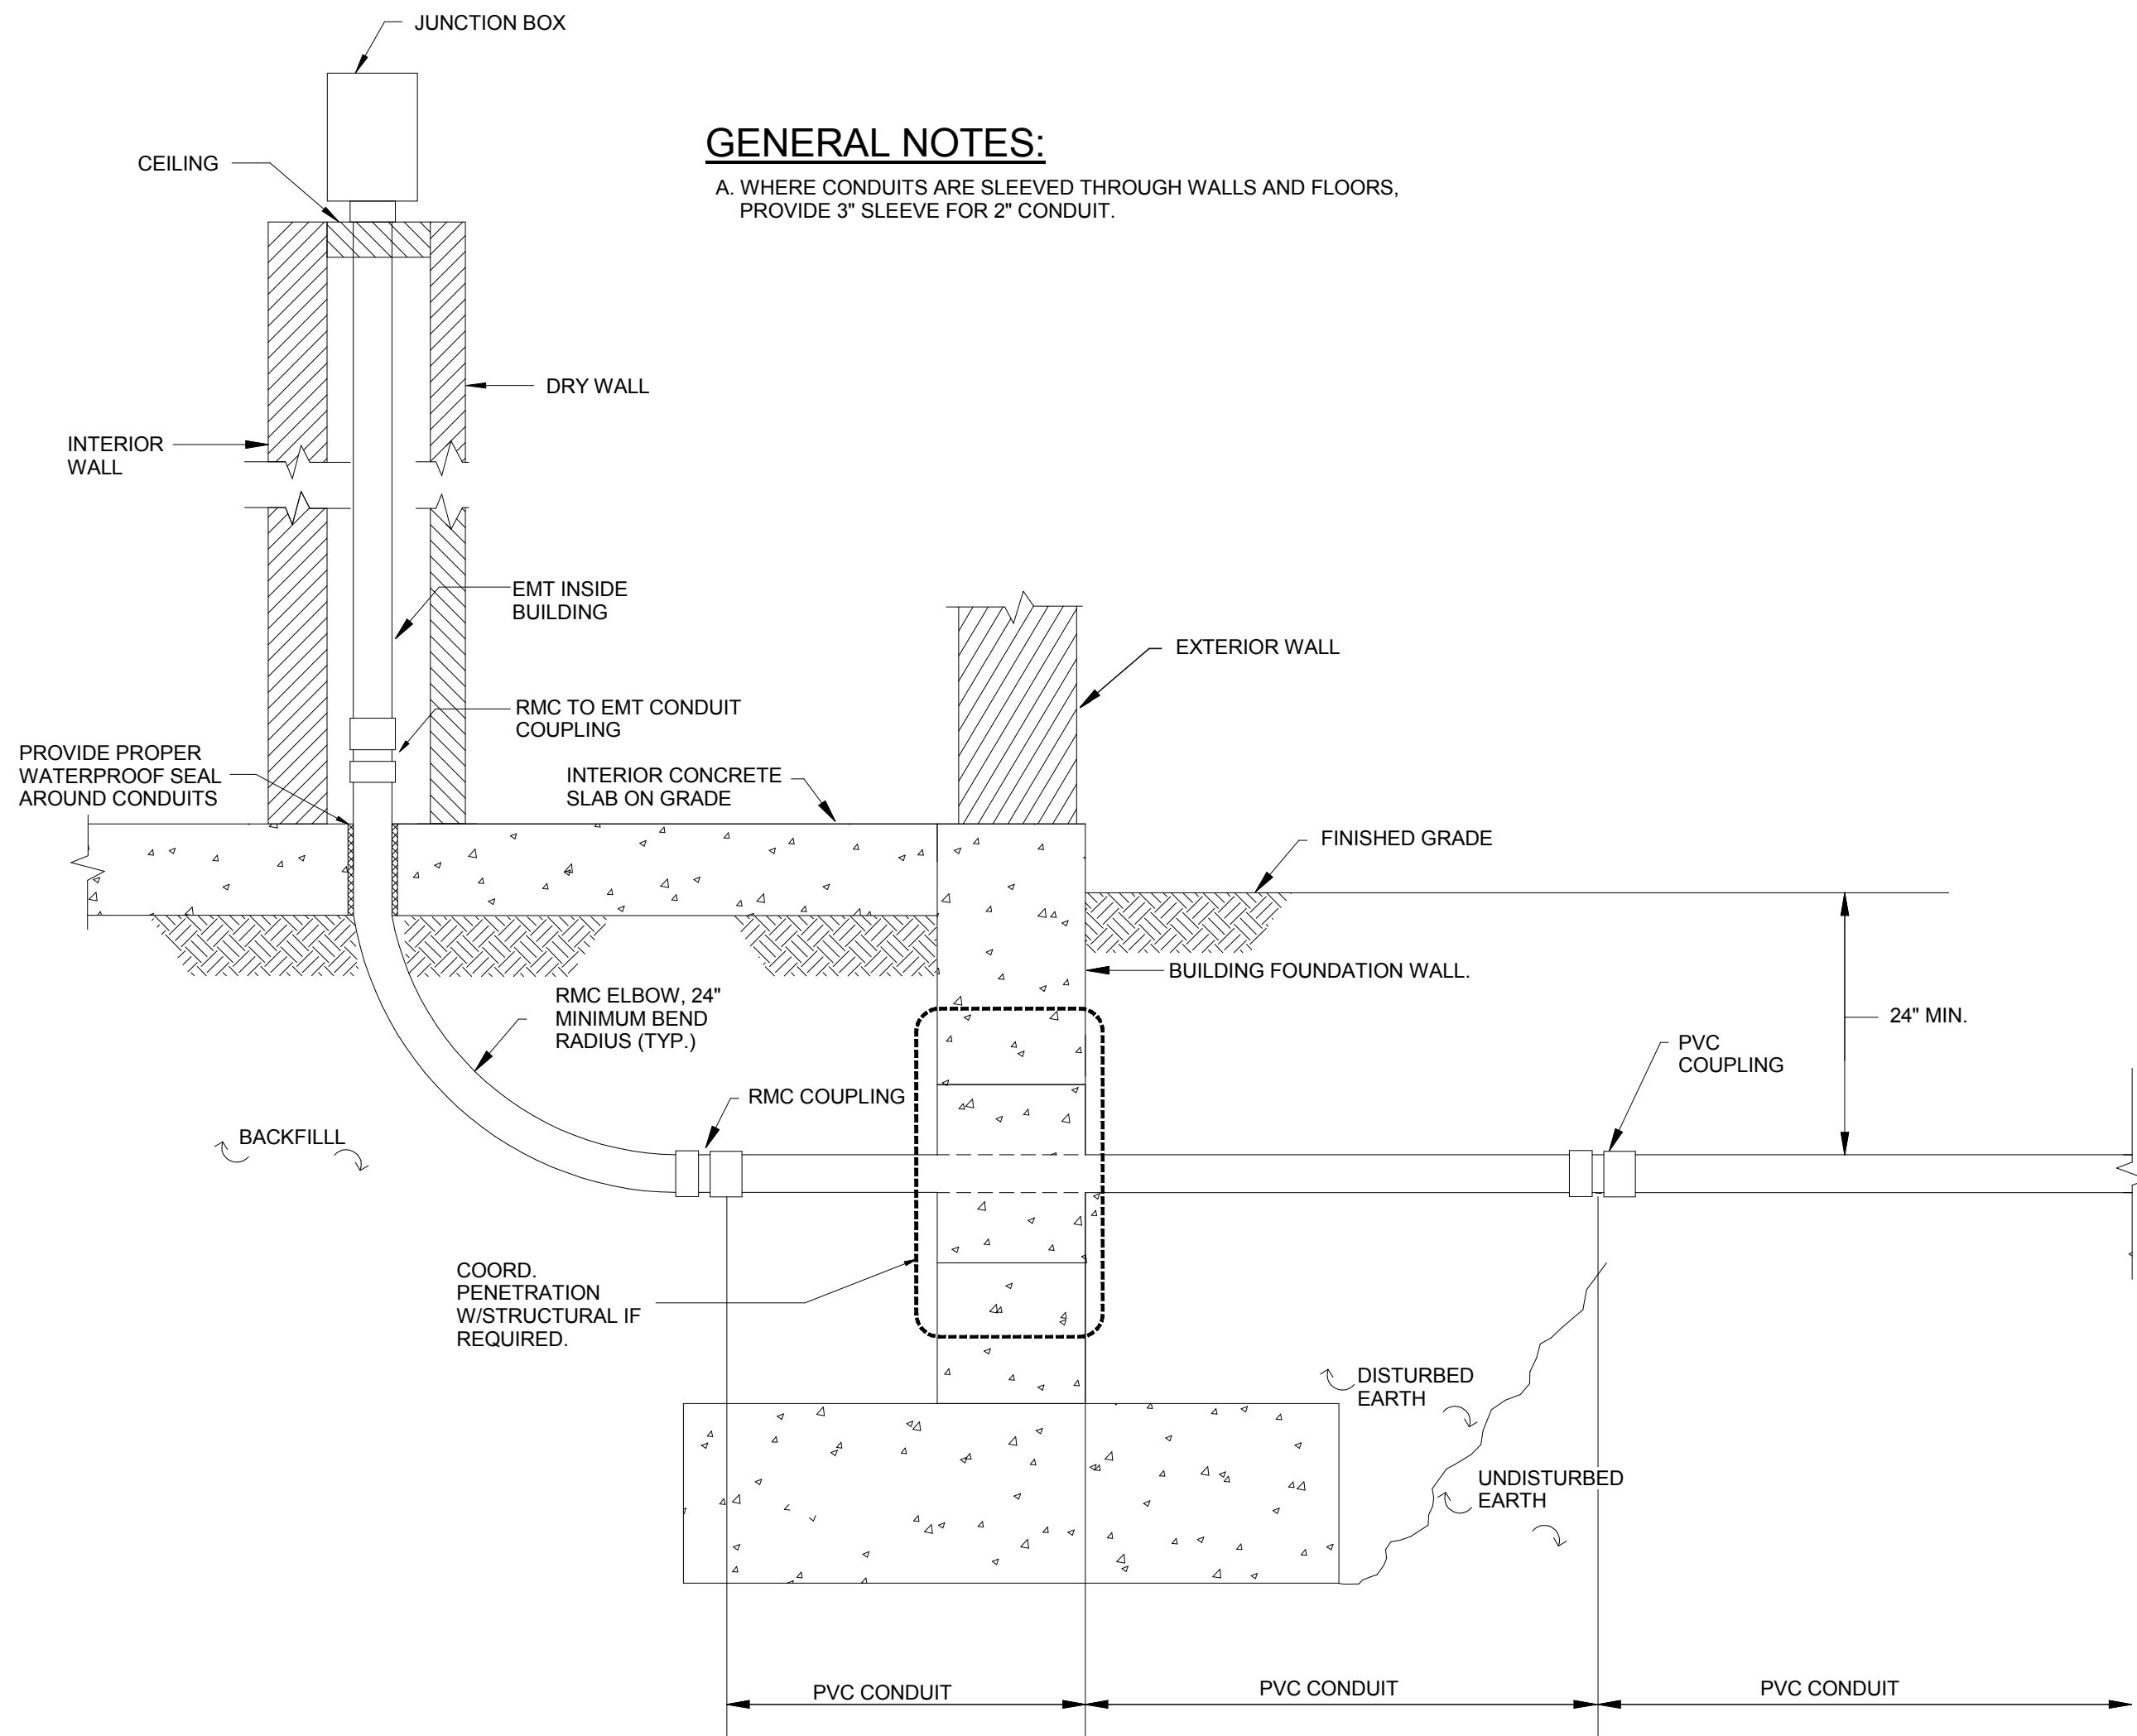 JUNCTION BOX
GENERAL NOTES:
CEILING
A. WHERE CONDUITS ARE SLEEVED THROUGH WALLS AND FLOORS,
PROVIDE 3" SLEEVE FOR 2" CONDUIT.
DRY WALL
INTERIOR
WALL
EMT INSIDE
BUILDING
EXTERIOR WALL
RMC TO EMT CONDUIT
COUPLING
PROVIDE PROPER
WATERPROOF SEAL
AROUND CONDUITS
INTERIOR CONCRETE
SLAB ON GRADE
FINISHED GRADE
BUILDING FOUNDATION WALL.
RMC ELBOW, 24"
MINIMUM BEND
RADIUS (TYP.)
24" MIN.
PVC
COUPLING
RMC COUPLING
BACKFILLL
COORD.
PENETRATION
W/STRUCTURAL IF
REQUIRED.
DISTURBED
EARTH
UNDISTURBED
EARTH
PVC CONDUIT
PVC CONDUIT
PVC CONDUIT